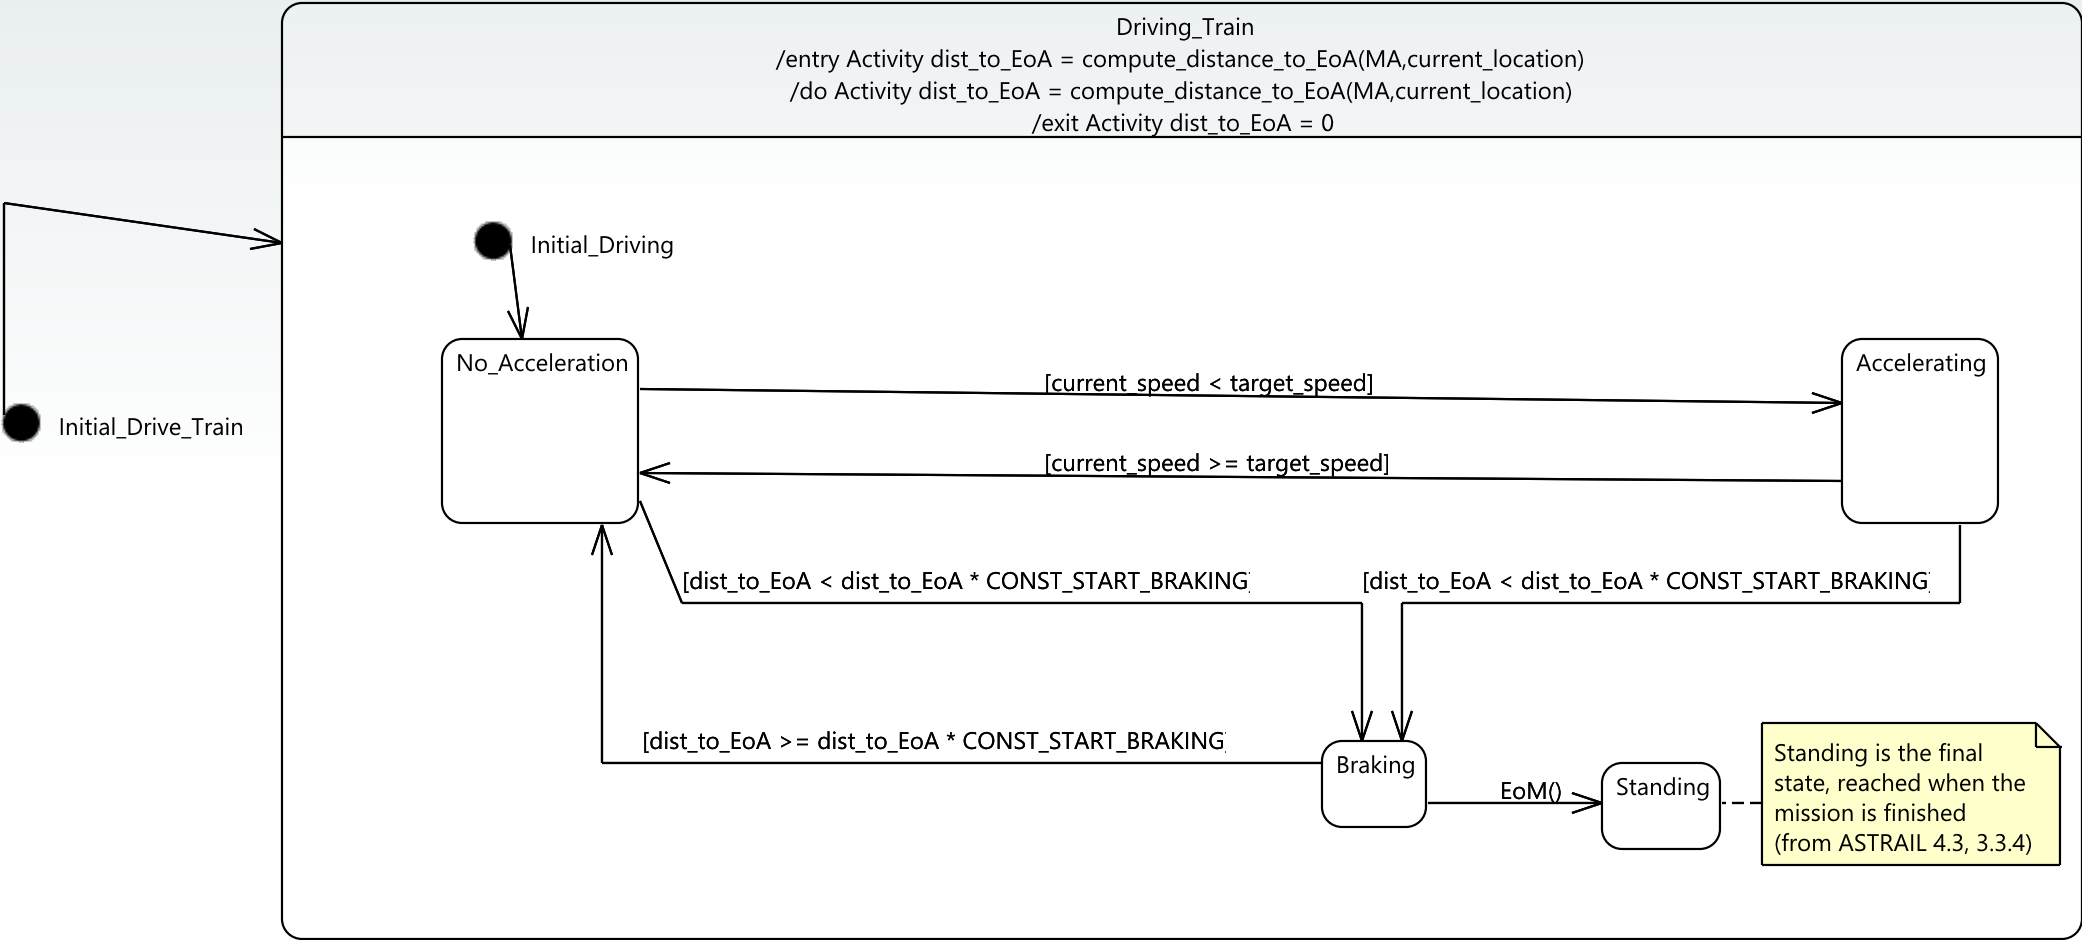 Driving_Train
/entry Activity dist_to_EoA = compute_distance_to_EoA(MA,current_location)
/do Activity dist_to_EoA = compute_distance_to_EoA(MA,current_location)
/exit Activity dist_to_EoA = 0
Initial_Driving
No_Acceleration
Accelerating
[current_speed < target_speed]
Initial_Drive_Train
[current_speed >= target_speed]
[dist_to_EoA < dist_to_EoA * CONST_START_BRAKING]
[dist_to_EoA < dist_to_EoA * CONST_START_BRAKING]
[dist_to_EoA >= dist_to_EoA * CONST_START_BRAKING]
Braking
EoM()
Standing
Standing is the final
state, reached when the
mission is finished
(from ASTRAIL 4.3, 3.3.4)